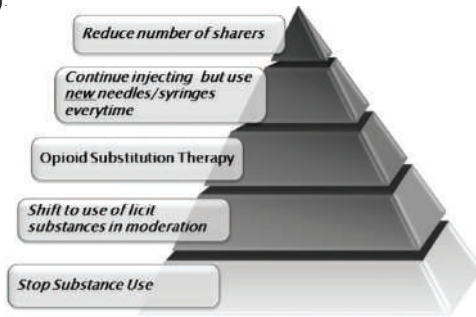 ).
Reduce number of sharers
Continue injecting but use
new needles/syringes
everytime
Opioid Substitution Therapy
Shift to use of licit
substances in moderation
Stop Substance Use